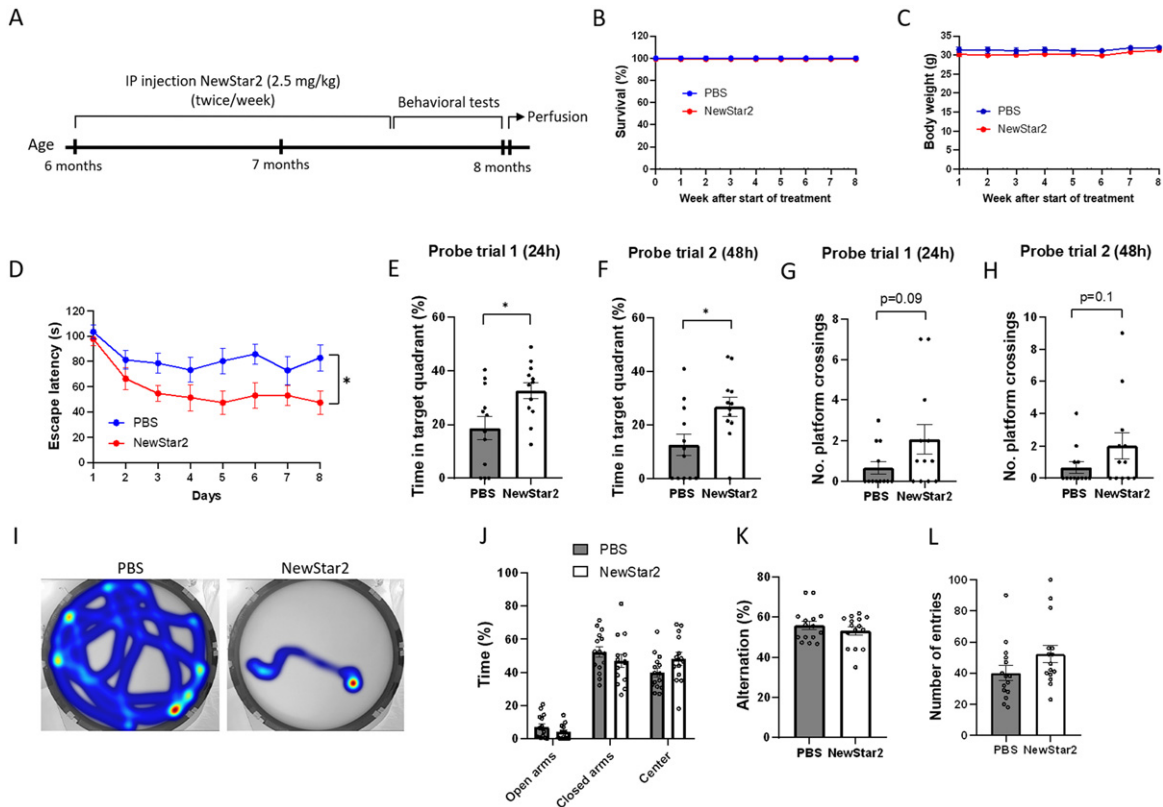 A
IP injection NewStar2 (2.5 mg/kg)
(twice/week)
Behavioral tests
Perfusion
Age
6 months
7 months
8 months
B
Survival (%)
120
100
80
60
40
20
0
PBS
NewStar2
0 1 2 3 4 5 6 7 8
Week after start of treatment
C
Body weight (g)
35
30
25
20
15
10
5
0
PBS
NewStar2
1 2 3 4 5 6 7 8
Week after start of treatment
D
Escape latency (s)
120
100
80
60
40
20
0
*
PBS
NewStar2
1 2 3 4 5 6 7 8
Days
E
Probe trial 1 (24h)
Time in target quadrant (%)
60
40
20
0
*
PBS NewStar2
F
Probe trial 2 (48h)
Time in target quadrant (%)
60
40
20
0
*
PBS NewStar2
G
Probe trial 1 (24h)
No. platform crossings
p=0.09
8
6
4
2
0
PBS NewStar2
H
Probe trial 2 (48h)
No. platform crossings
p=0.1
10
8
6
4
2
0
PBS NewStar2
I
PBS
NewStar2
J
PBS
NewStar2
Time (%)
100
80
60
40
20
0
Open arms
Closed arms
Center
K
Alternation (%)
80
60
40
20
0
PBS NewStar2
L
Number of entries
100
80
60
40
20
0
PBS NewStar2